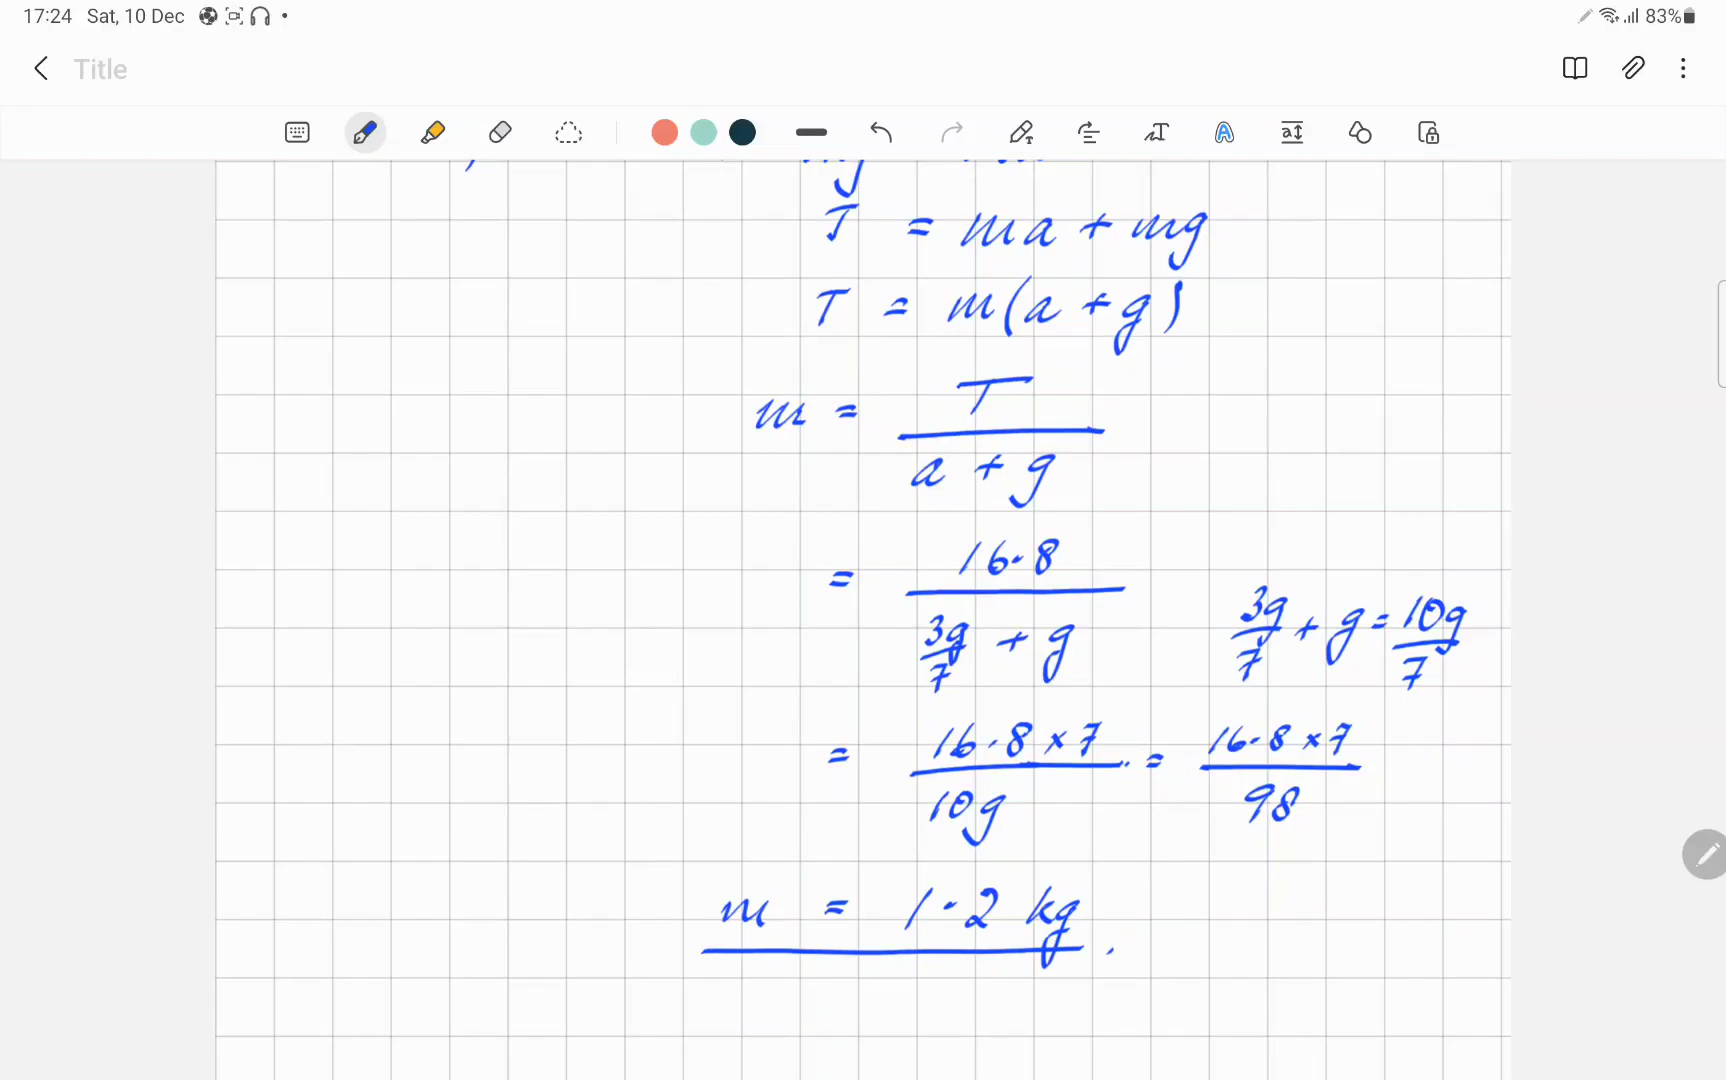 17:24 Sat, 10 Dec 83%
Title
T = ma + mg
T = m(a + g)
m = T / (a + g)
= 16·8 / (3g/7 + g)
3g/7 + g = 10g/7
= 16·8 × 7 / 10g = 16·8 × 7 / 98
m = 1·2 kg.